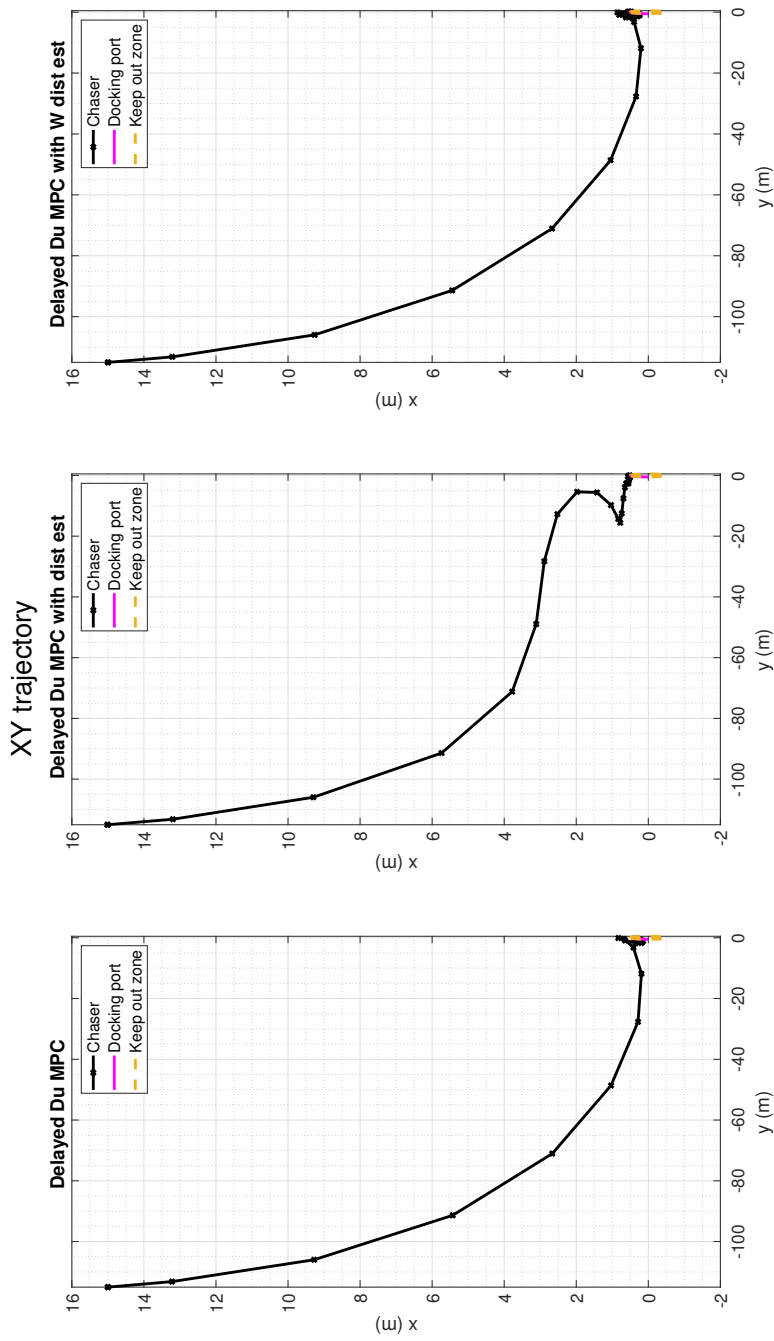 XY trajectory
Delayed Du MPC
Chaser
Docking port
Keep out zone
16
14
12
10
8
6
4
2
0
-2
x (m)
-100
-80
-60
-40
-20
0
y (m)
Delayed Du MPC with dist est
Chaser
Docking port
Keep out zone
16
14
12
10
8
6
4
2
0
-2
x (m)
-100
-80
-60
-40
-20
0
y (m)
Delayed Du MPC with W dist est
Chaser
Docking port
Keep out zone
16
14
12
10
8
6
4
2
0
-2
x (m)
-100
-80
-60
-40
-20
0
y (m)